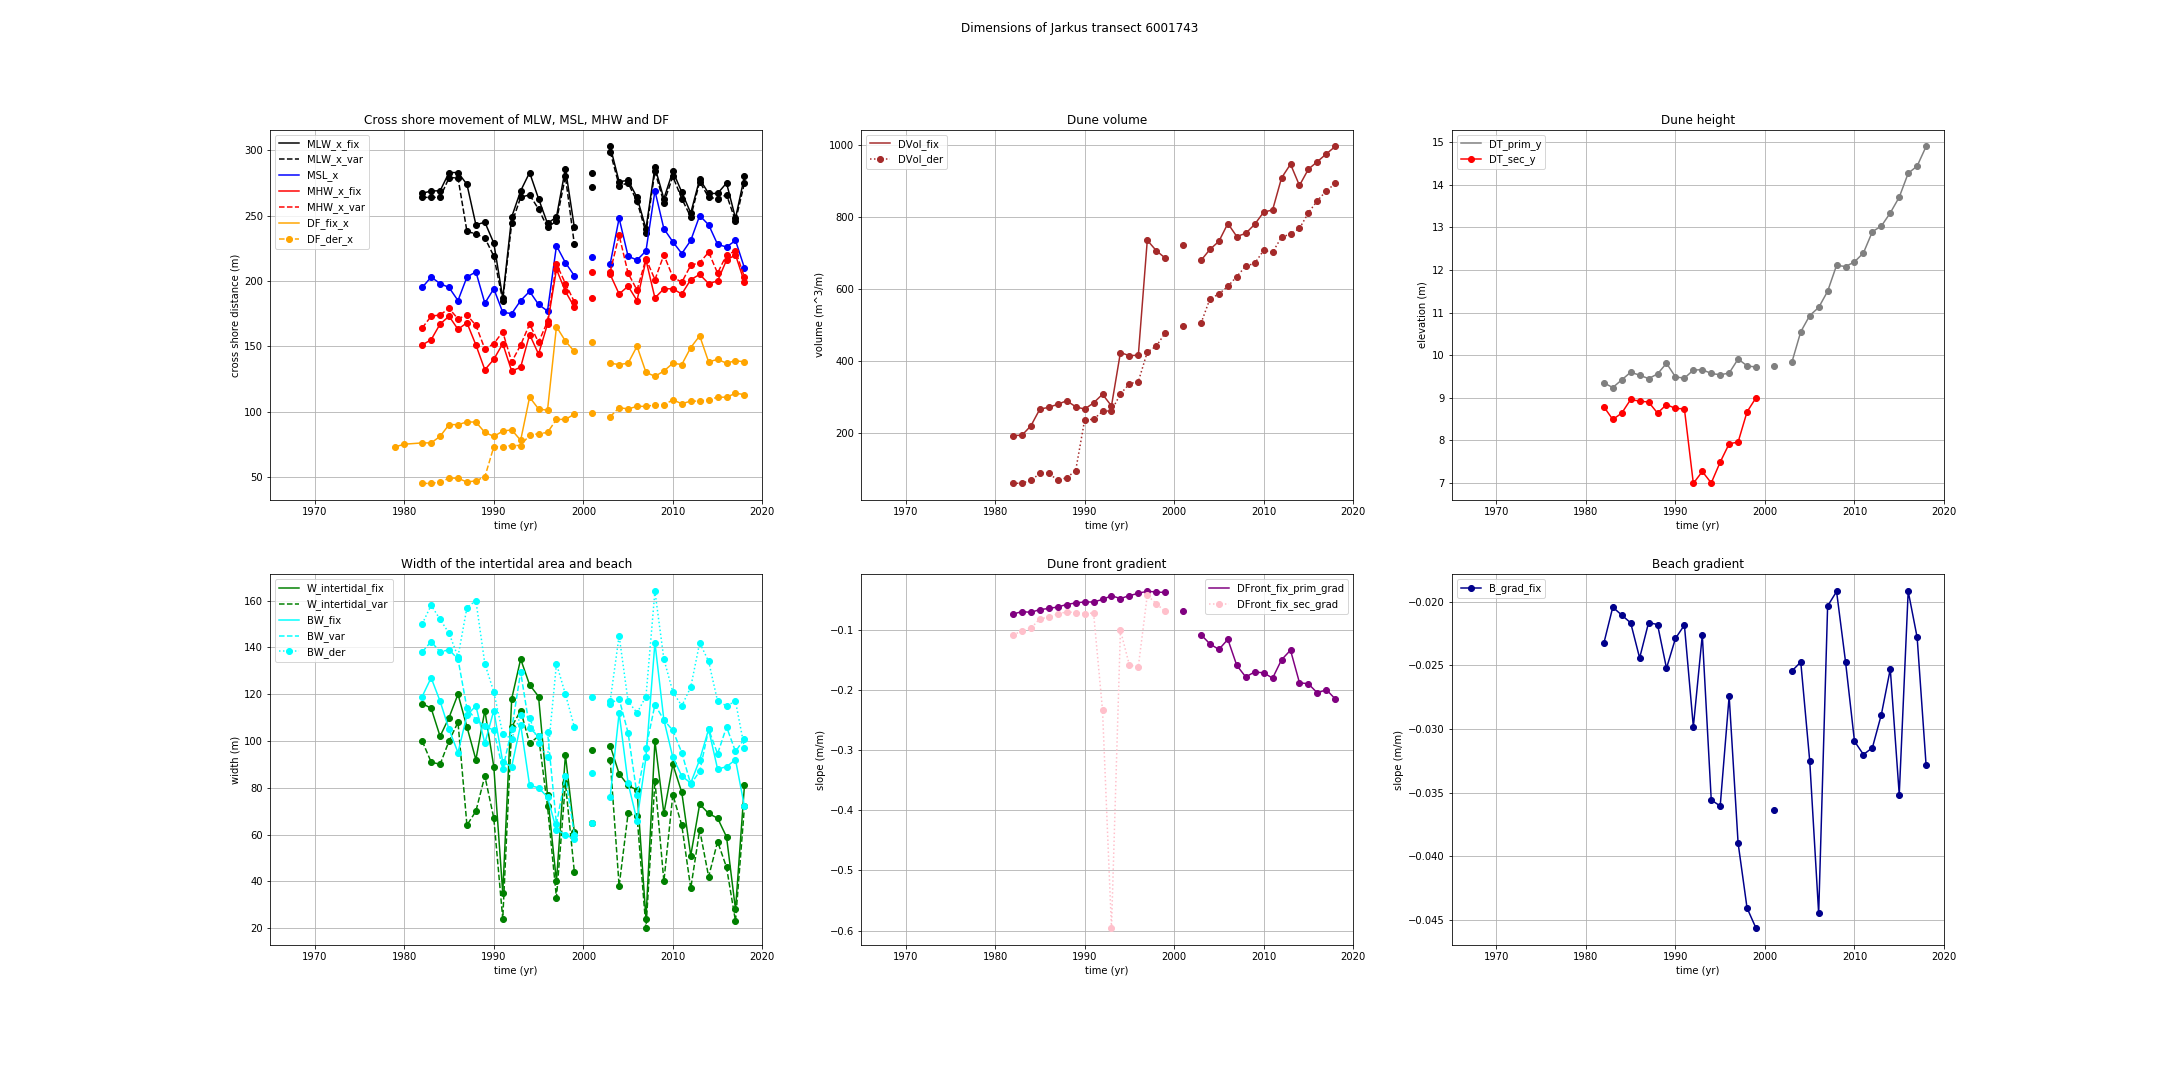 Dimensions of Jarkus transect 6001743
Cross shore movement of MLW, MSL, MHW and DF
MLW_x_fix
MLW_x_var
MSL_x
MHW_x_fix
MHW_x_var
DF_fix_x
DF_der_x
cross shore distance (m)
300
250
200
150
100
50
1970
1980
1990
2000
2010
2020
time (yr)
Dune volume
DVol_fix
DVol_der
volume (m^3/m)
1000
800
600
400
200
1970
1980
1990
2000
2010
2020
time (yr)
Dune height
DT_prim_y
DT_sec_y
elevation (m)
15
14
13
12
11
10
9
8
7
1970
1980
1990
2000
2010
2020
time (yr)
Width of the intertidal area and beach
W_intertidal_fix
W_intertidal_var
BW_fix
BW_var
BW_der
width (m)
160
140
120
100
80
60
40
20
1970
1980
1990
2000
2010
2020
time (yr)
Dune front gradient
DFront_fix_prim_grad
DFront_fix_sec_grad
slope (m/m)
−0.1
−0.2
−0.3
−0.4
−0.5
−0.6
1970
1980
1990
2000
2010
2020
time (yr)
Beach gradient
B_grad_fix
slope (m/m)
−0.020
−0.025
−0.030
−0.035
−0.040
−0.045
1970
1980
1990
2000
2010
2020
time (yr)